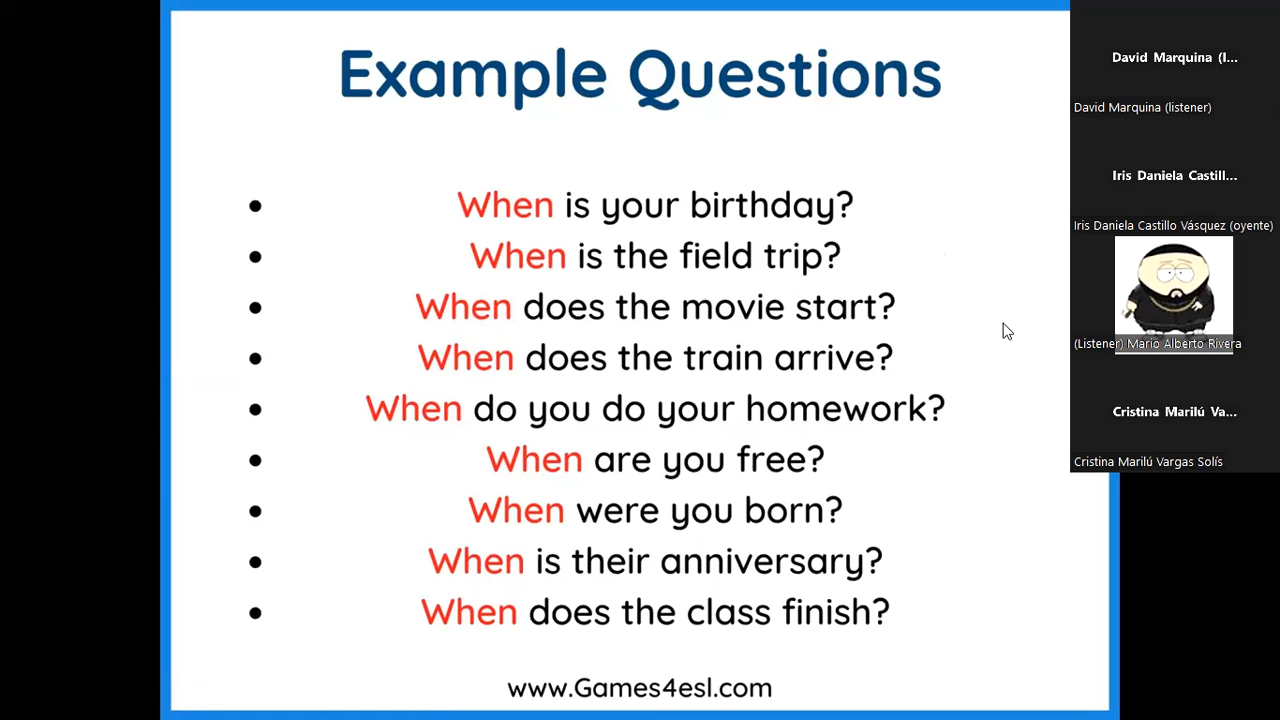 Example Questions
• When is your birthday?
• When is the field trip?
• When does the movie start?
• When does the train arrive?
• When do you do your homework?
• When are you free?
• When were you born?
• When is their anniversary?
• When does the class finish?
www.Games4esl.com
David Marquina (l...
David Marquina (listener)
Iris Daniela Castill...
Iris Daniela Castillo Vásquez (oyente)
(Listener) Mario Alberto Rivera
Cristina Marilú Va...
Cristina Marilú Vargas Solís